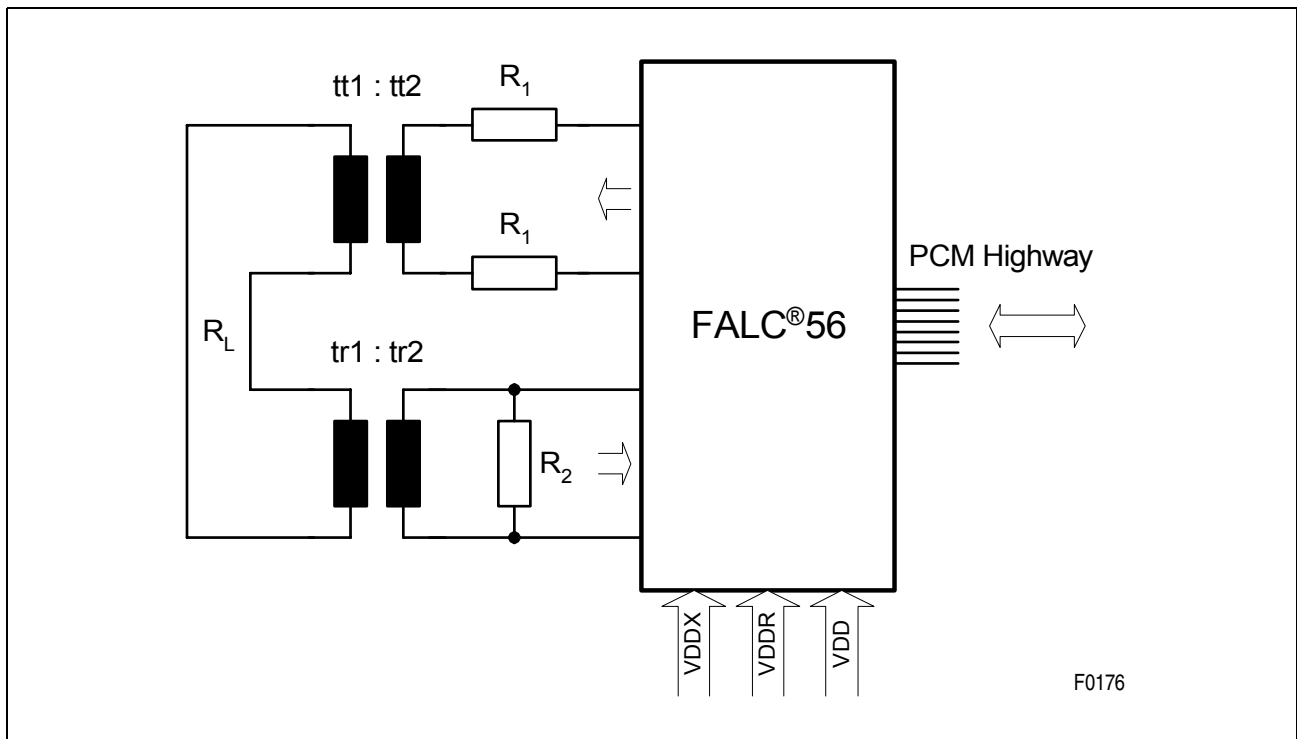 tt1 : tt2
R1
R1
PCM Highway
FALC®56
RL
tr1 : tr2
R2
VDDX
VDDR
VDD
F0176